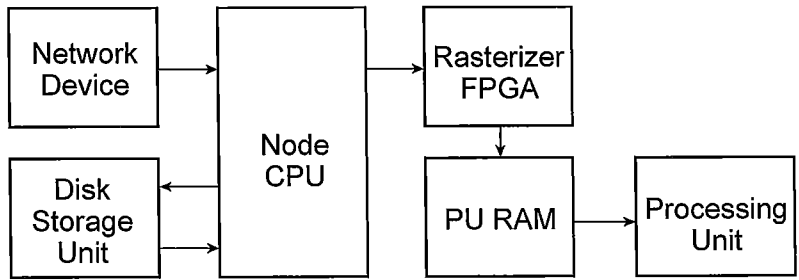 Network
Device
Disk
Storage
Unit
Node
CPU
Rasterizer
FPGA
PU RAM
Processing
Unit